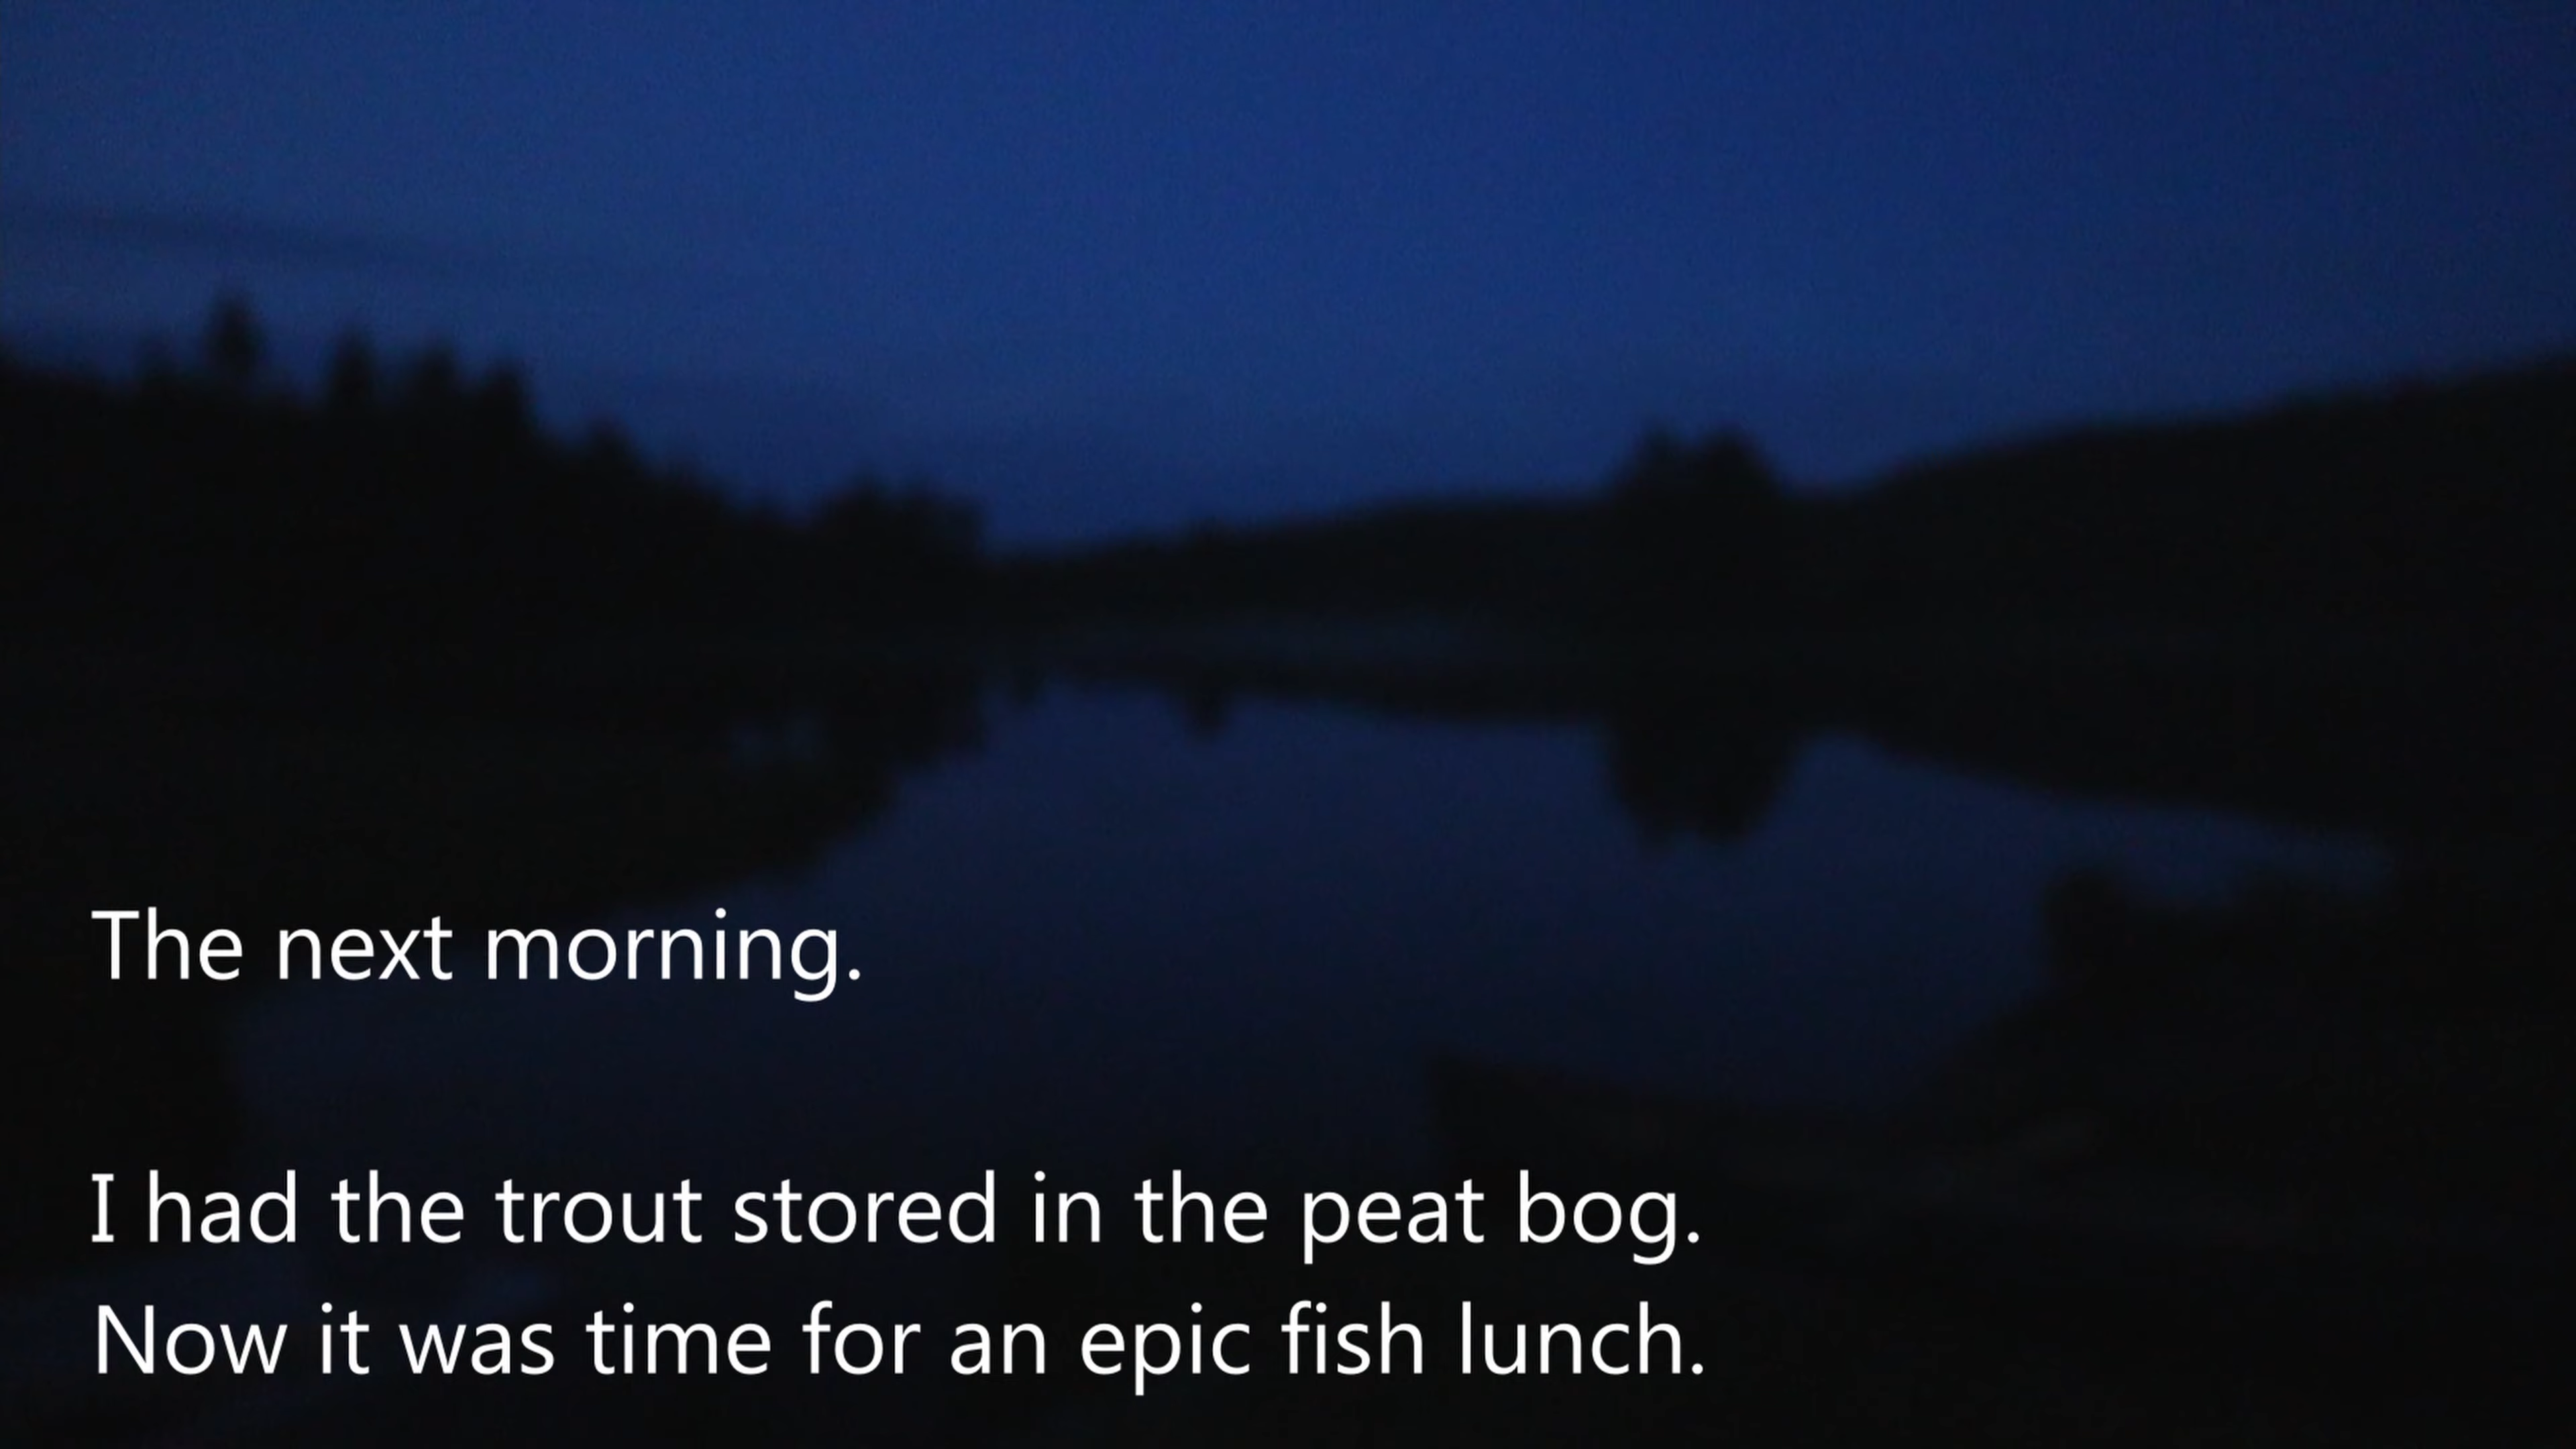 The next morning.
I had the trout stored in the peat bog.
Now it was time for an epic fish lunch.